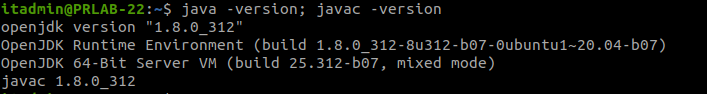 itadmin@PRLAB-22:~$ java -version; javac -version
openjdk version "1.8.0_312"
OpenJDK Runtime Environment (build 1.8.0_312-8u312-b07-0ubuntu1~20.04-b07)
OpenJDK 64-Bit Server VM (build 25.312-b07, mixed mode)
javac 1.8.0_312